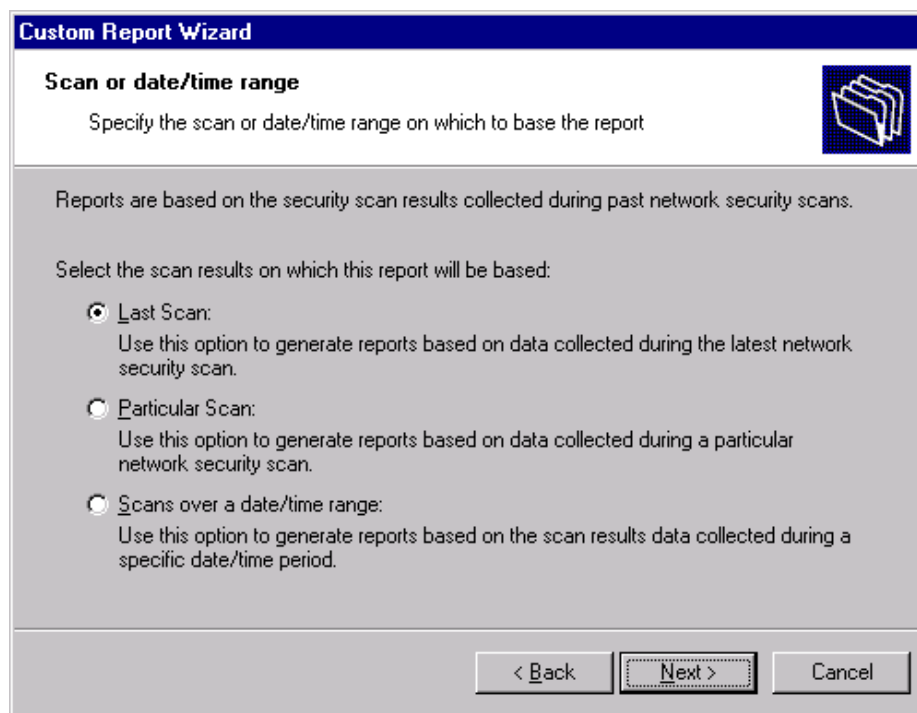 Custom Report Wizard
Scan or date/time range
Specify the scan or date/time range on which to base the report
Reports are based on the security scan results collected during past network security scans.
Select the scan results on which this report will be based:
Last Scan:
Use this option to generate reports based on data collected during the latest network
security scan.
Particular Scan:
Use this option to generate reports based on data collected during a particular
network security scan.
Scans over a date/time range:
Use this option to generate reports based on the scan results data collected during a
specific date/time period.
< Back
Next >
Cancel